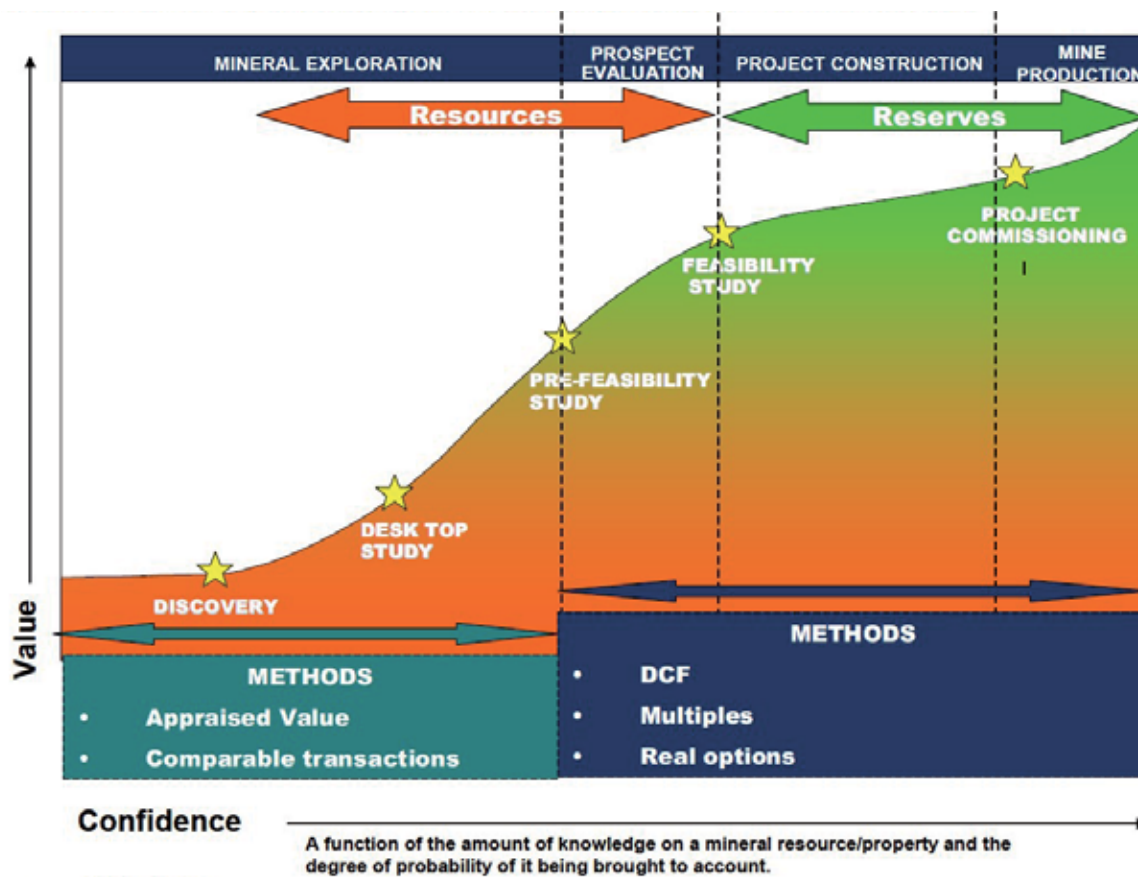 MINERAL EXPLORATION
PROSPECT
EVALUATION
PROJECT CONSTRUCTION
MINE
PRODUCTION
Resources
Reserves
PROJECT
COMMISSIONING
FEASIBILITY
STUDY
PRE-FEASIBILITY
STUDY
DESK TOP
STUDY
DISCOVERY
Value
METHODS
• Appraised Value
• Comparable transactions
METHODS
• DCF
• Multiples
• Real options
Confidence
A function of the amount of knowledge on a mineral resource/property and the
degree of probability of it being brought to account.